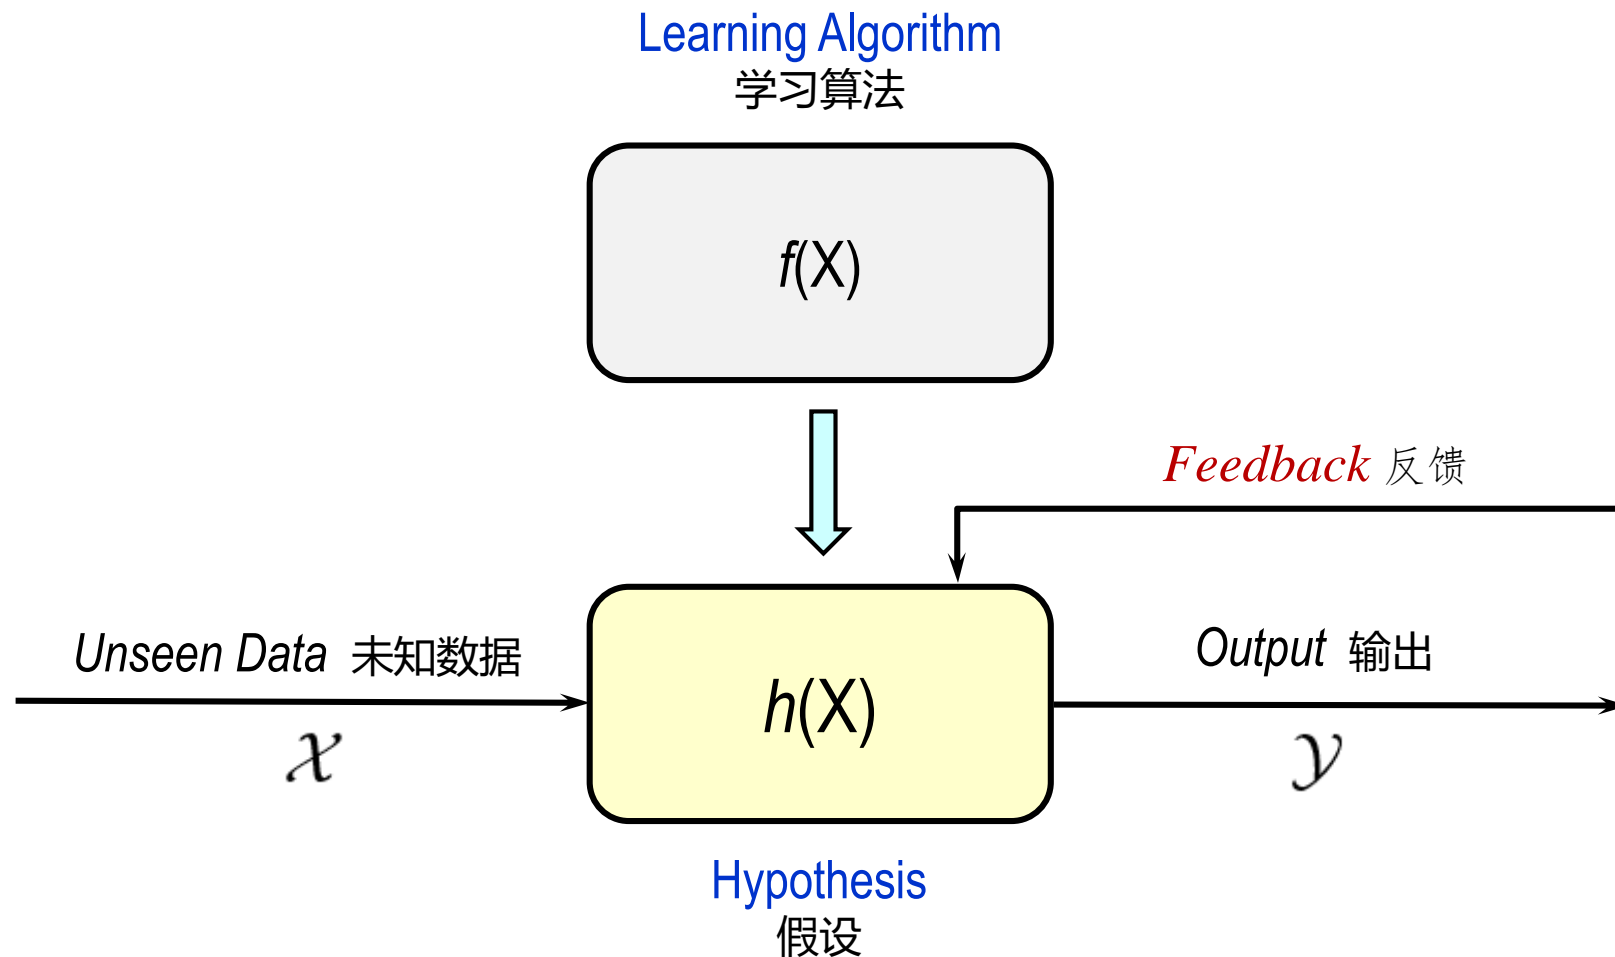 Learning Algorithm
学习算法
f(X)
Feedback 反馈
Unseen Data 未知数据
Output 输出
h(X)
𝒳
𝒴
Hypothesis
假设